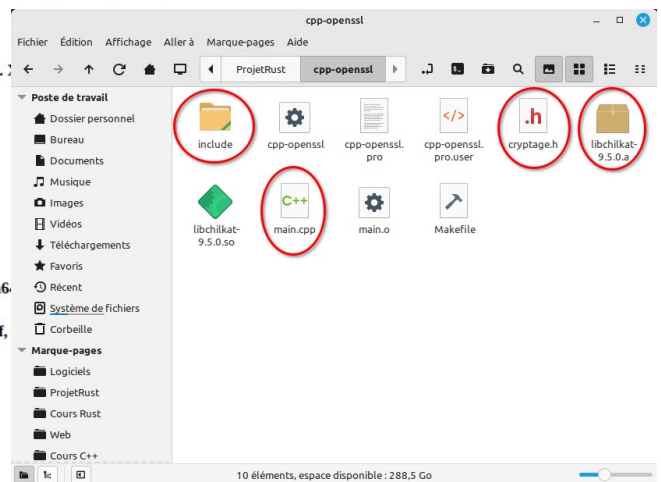 cpp-openssl
Fichier Édition Affichage Aller à Marque-pages Aide
ProjetRust cpp-openssl
Poste de travail
Dossier personnel
Bureau
Documents
Musique
Images
Vidéos
Téléchargements
Favoris
Récent
Système de fichiers
Corbeille
Marque-pages
Logiciels
ProjetRust
Cours Rust
Web
Cours C++
include
cpp-openssl
cpp-openssl.
pro
</>
cpp-openssl.
pro.user
.h
cryptage.h
libchilkat-
9.5.0.a
libchilkat-
9.5.0.so
C++
main.cpp
main.o
Makefile
10 éléments, espace disponible : 288,5 Go